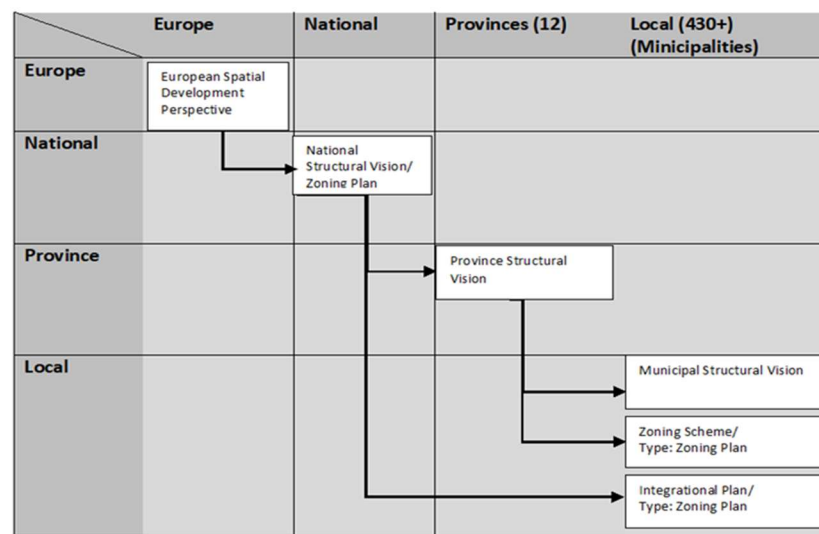 Europe
National
Provinces (12)
Local (430+)
(Minicipalities)
Europe
European Spatial
Development
Perspective
National
National
Structural Vision/
Zoning Plan
Province
Province Structural
Vision
Local
Municipal Structural Vision
Zoning Scheme/
Type: Zoning Plan
Integrational Plan/
Type: Zoning Plan